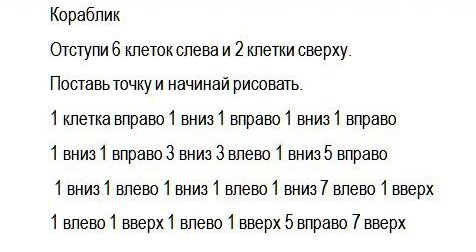 Кораблик
Отступи 6 клеток слева и 2 клетки сверху.
Поставь точку и начинай рисовать.
1 клетка вправо 1 вниз 1 вправо 1 вниз 1 вправо
1 вниз 1 вправо 3 вниз 3 влево 1 вниз 5 вправо
1 вниз 1 влево 1 вниз 1 влево 1 вниз 7 влево 1 вверх
1 влево 1 вверх 1 влево 1 вверх 5 вправо 7 вверх